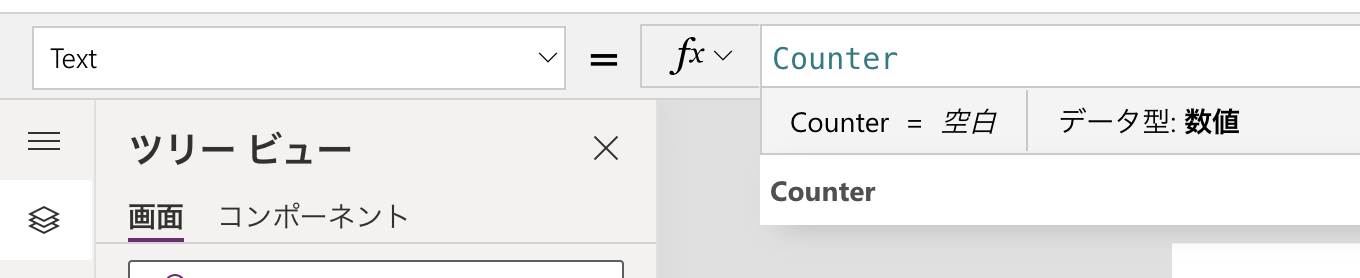 Text = fx Counter
Counter = 空白 データ型: 数値
Counter
ツリー ビュー
画面 コンポーネント